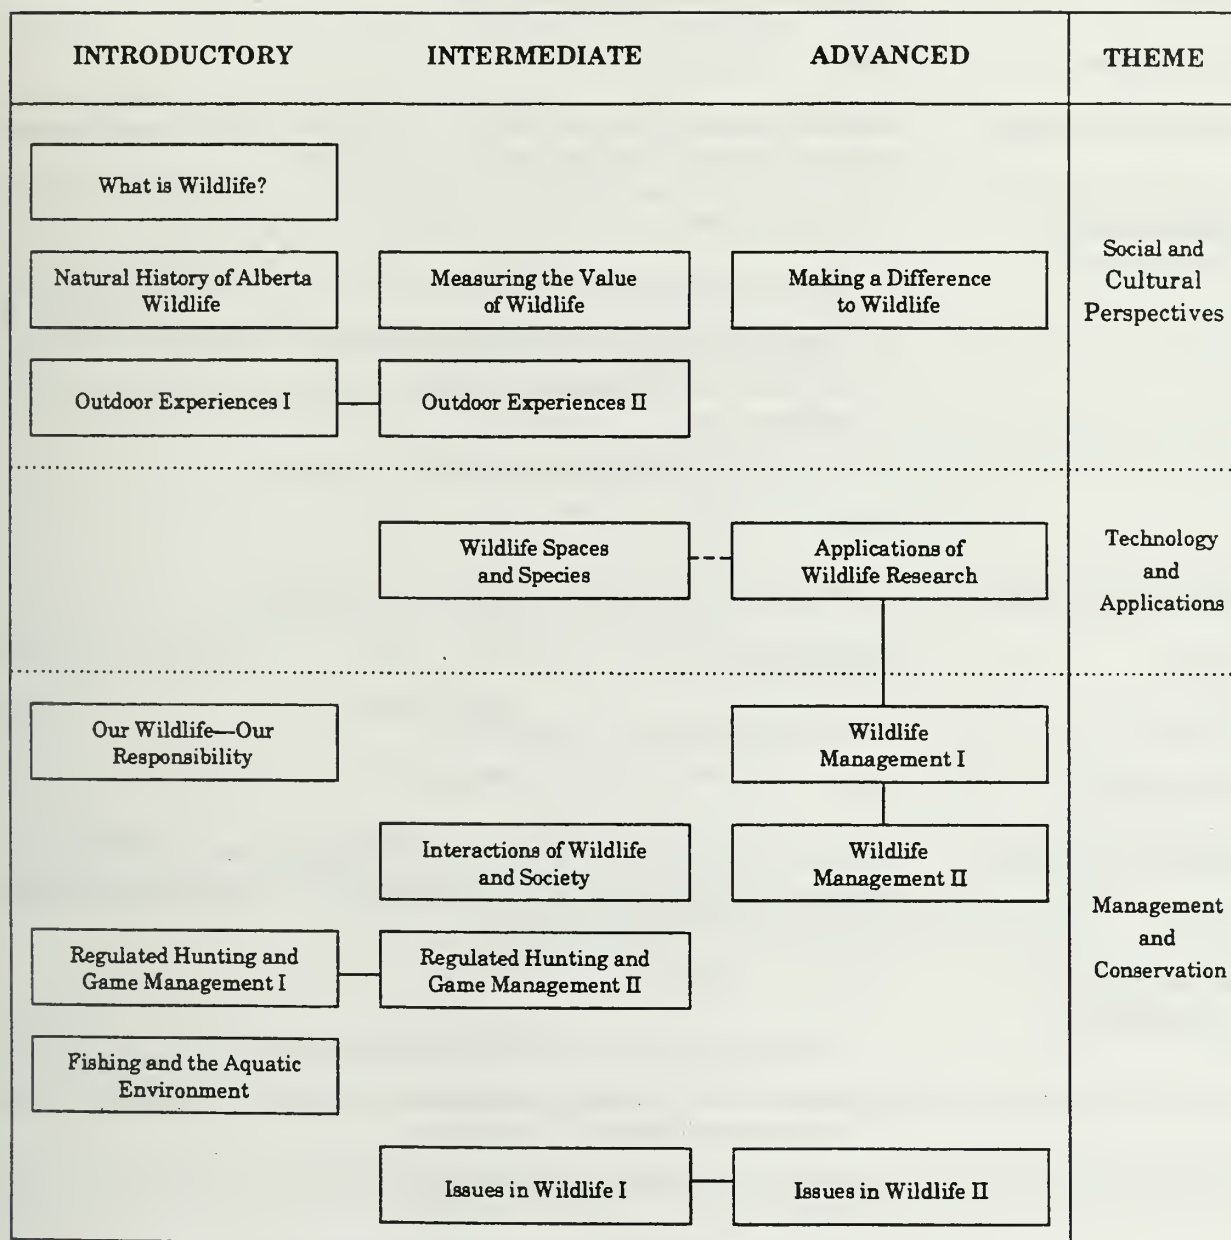 INTRODUCTORY
INTERMEDIATE
ADVANCED
THEME
What is Wildlife?
Natural History of Alberta
Wildlife
Measuring the Value
of Wildlife
Making a Difference
to Wildlife
Outdoor Experiences I
Outdoor Experiences II
Social and
Cultural
Perspectives
Wildlife Spaces
and Species
Applications of
Wildlife Research
Technology
and
Applications
Our Wildlife—Our
Responsibility
Wildlife
Management I
Interactions of Wildlife
and Society
Wildlife
Management II
Regulated Hunting and
Game Management I
Regulated Hunting and
Game Management II
Fishing and the Aquatic
Environment
Issues in Wildlife I
Issues in Wildlife II
Management
and
Conservation